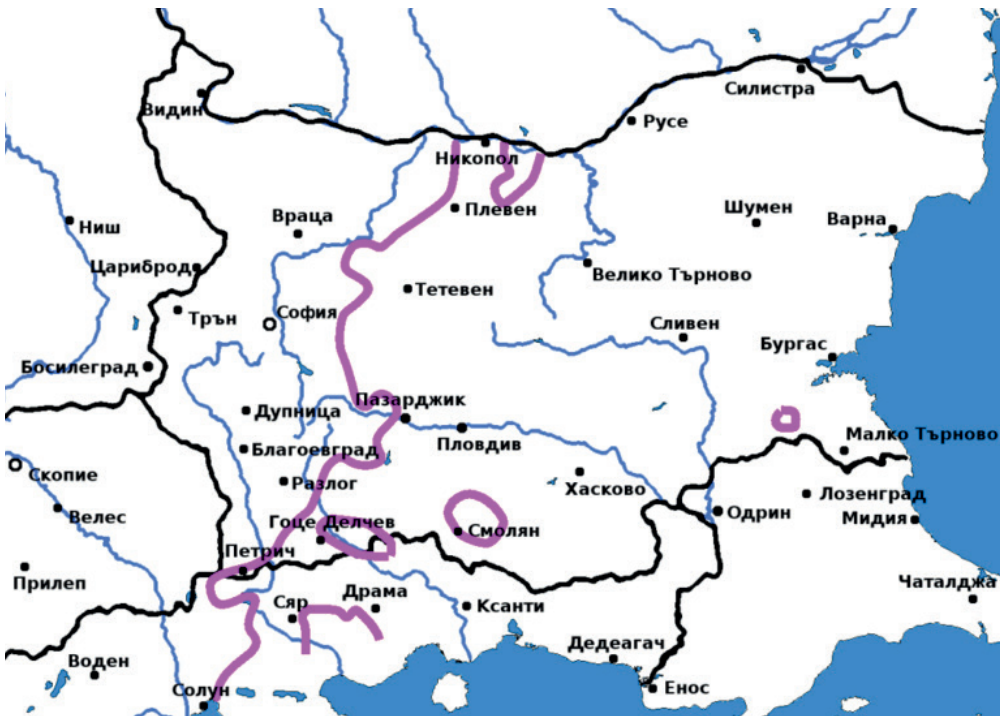 Силистра
Видин
Русе
Никопол
Плевен
Шумен
Варна
Враца
Ниш
Цариброд
Велико Търново
Тетевен
София
Трън
Сливен
Бургас
Босилеград
Пазарджик
Дупница
Пловдив
Малко Търново
Благоевград
Скопие
Разлог
Хасково
Лозенград
Велес
Гоце Делчев
Смолян
Одрин
Мидия
Петрич
Прилеп
Чаталджа
Сяр
Драма
Ксанти
Дедеагач
Воден
Солун
Енос